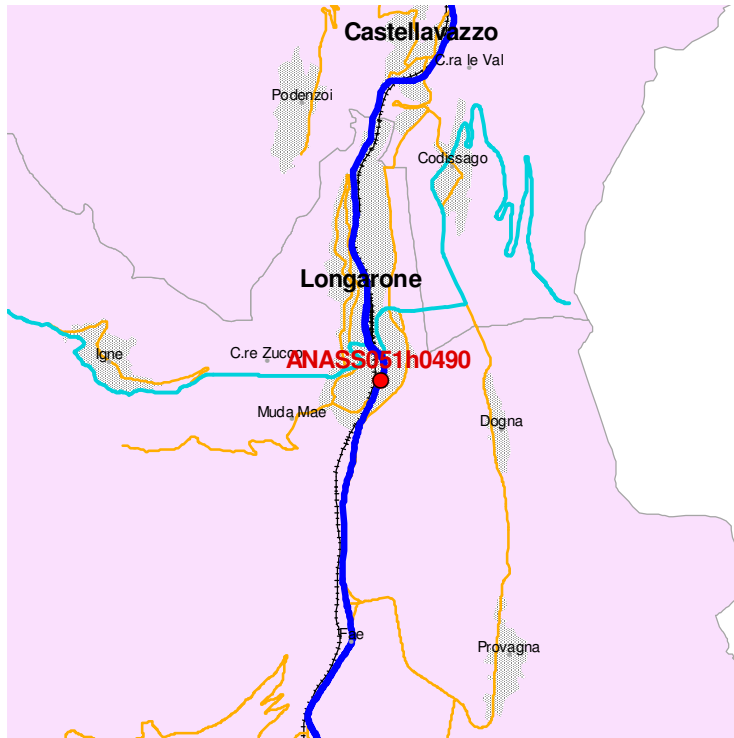 Castellavazzo
C.ra le Val
Podenzoi
Codissago
Longarone
Igne
C.re Zucco
ANASS051h0490
Muda Mae
Dogna
Fae
Provagna